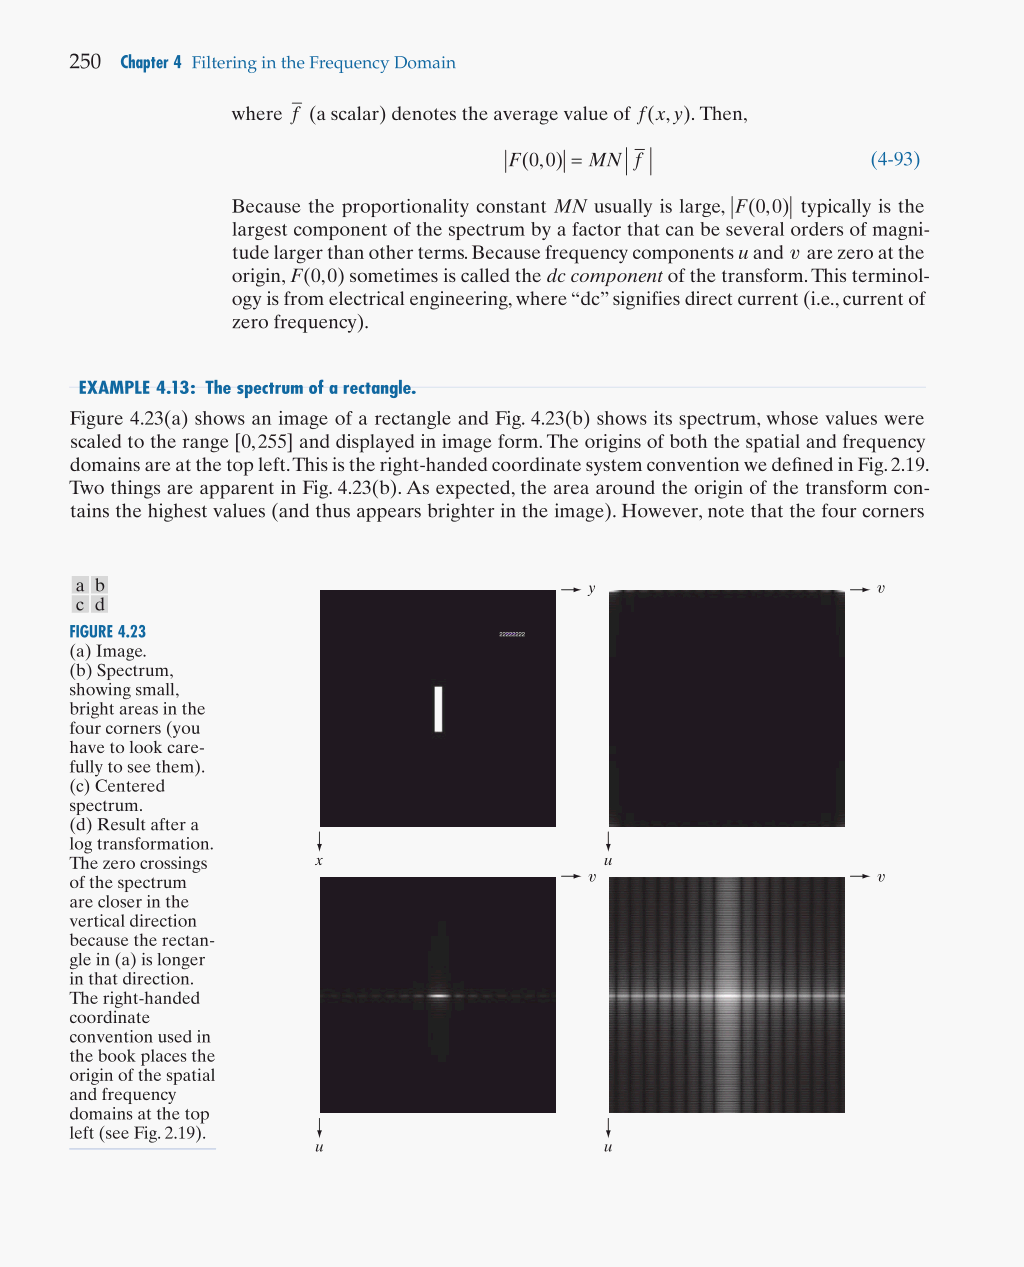 250 Chapter 4 Filtering in the Frequency Domain
where f̅ (a scalar) denotes the average value of f(x, y). Then,
|F(0,0)| = MN | f̅ | (4-93)
Because the proportionality constant MN usually is large, |F(0,0)| typically is the
largest component of the spectrum by a factor that can be several orders of magni-
tude larger than other terms. Because frequency components u and v are zero at the
origin, F(0,0) sometimes is called the dc component of the transform. This terminol-
ogy is from electrical engineering, where “dc” signifies direct current (i.e., current of
zero frequency).
EXAMPLE 4.13: The spectrum of a rectangle.
Figure 4.23(a) shows an image of a rectangle and Fig. 4.23(b) shows its spectrum, whose values were
scaled to the range [0, 255] and displayed in image form. The origins of both the spatial and frequency
domains are at the top left. This is the right-handed coordinate system convention we defined in Fig. 2.19.
Two things are apparent in Fig. 4.23(b). As expected, the area around the origin of the transform con-
tains the highest values (and thus appears brighter in the image). However, note that the four corners
a b
c d
FIGURE 4.23
(a) Image.
(b) Spectrum,
showing small,
bright areas in the
four corners (you
have to look care-
fully to see them).
(c) Centered
spectrum.
(d) Result after a
log transformation.
The zero crossings
of the spectrum
are closer in the
vertical direction
because the rectan-
gle in (a) is longer
in that direction.
The right-handed
coordinate
convention used in
the book places the
origin of the spatial
and frequency
domains at the top
left (see Fig. 2.19).
y
v
22222222
x
u
v
v
u
u